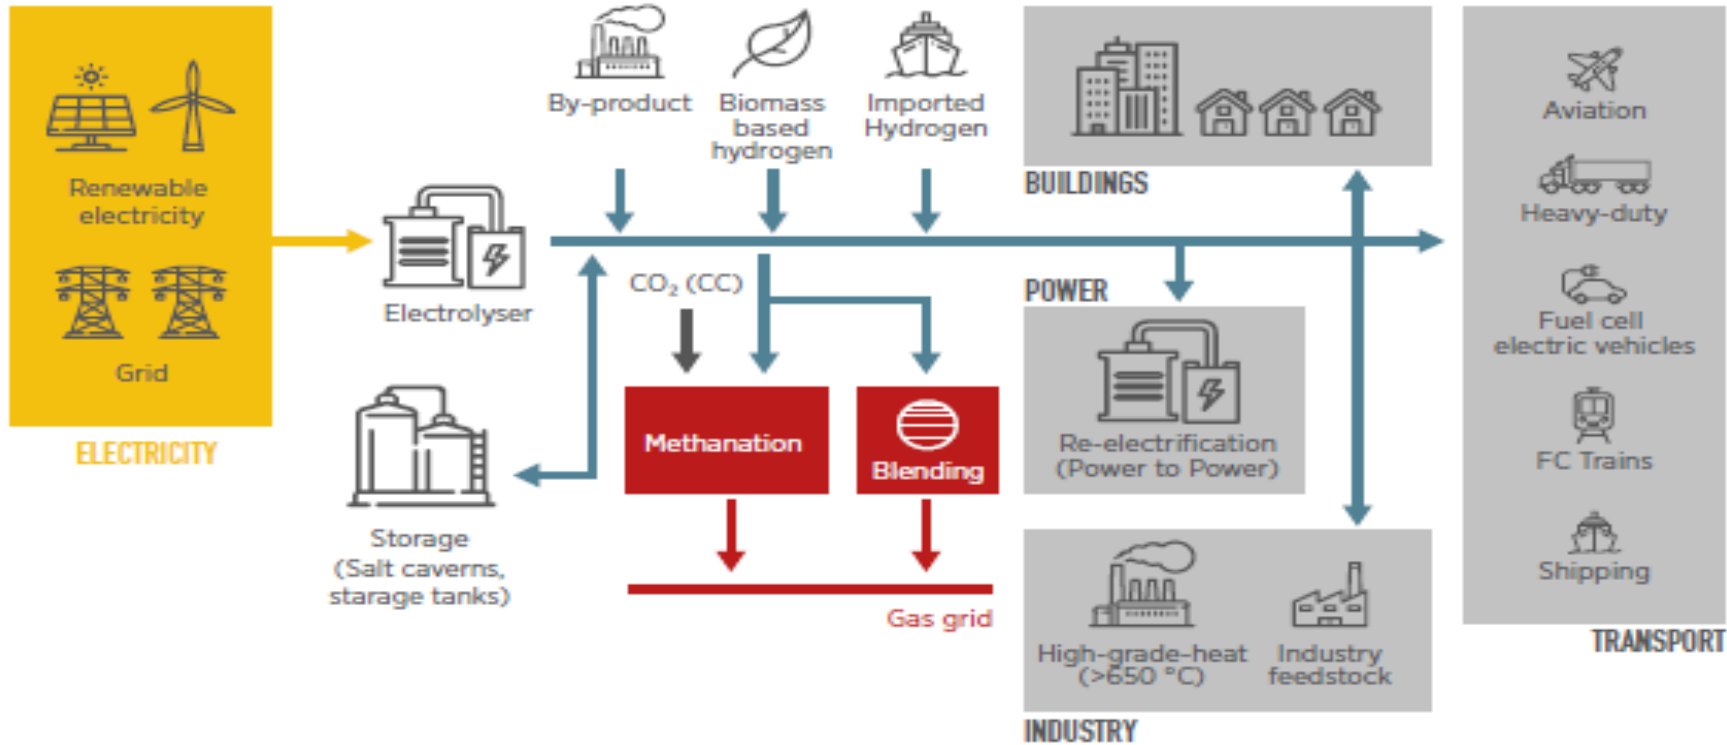 Renewable
electricity
Grid
ELECTRICITY
Electrolyser
Storage
(Salt caverns,
starage tanks)
By-product
Biomass
based
hydrogen
Imported
Hydrogen
CO₂ (CC)
Methanation
Blending
Gas grid
BUILDINGS
POWER
Re-electrification
(Power to Power)
High-grade-heat
(>650 °C)
Industry
feedstock
INDUSTRY
Aviation
Heavy-duty
Fuel cell
electric vehicles
FC Trains
Shipping
TRANSPORT